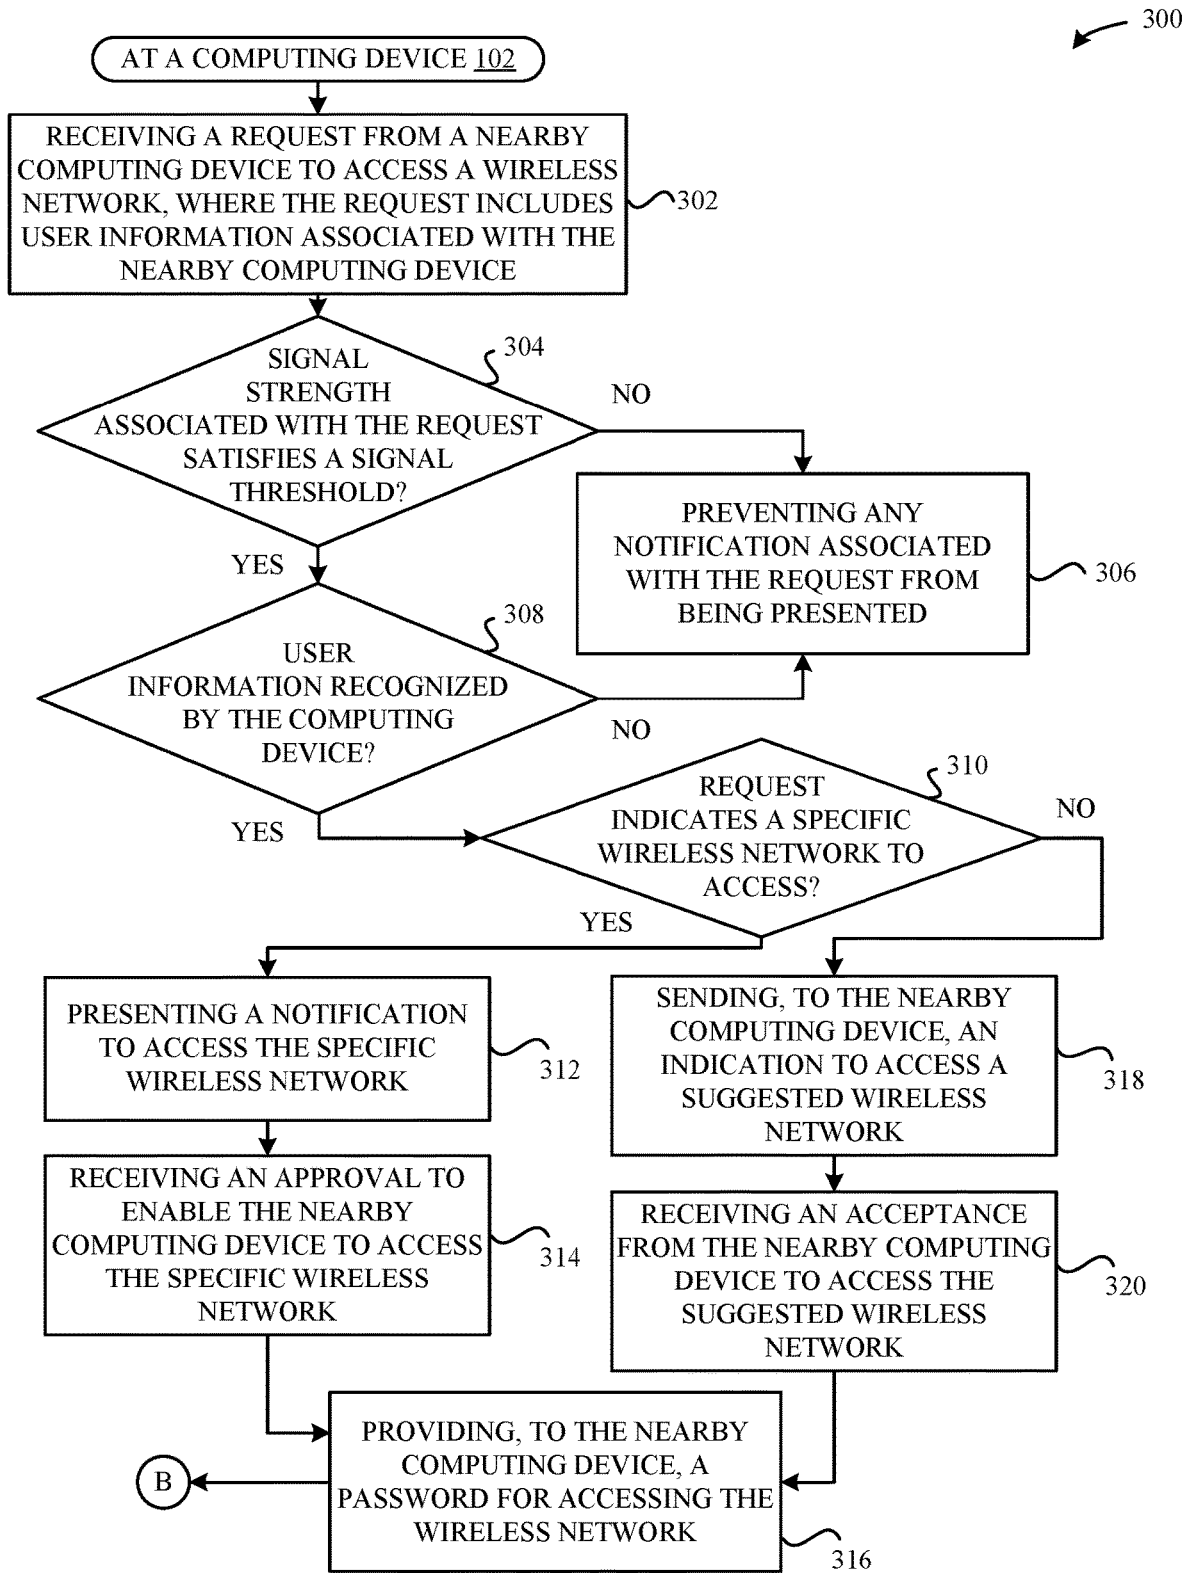 300
AT A COMPUTING DEVICE 102
RECEIVING A REQUEST FROM A NEARBY
COMPUTING DEVICE TO ACCESS A WIRELESS
NETWORK, WHERE THE REQUEST INCLUDES
USER INFORMATION ASSOCIATED WITH THE
NEARBY COMPUTING DEVICE
302
SIGNAL
STRENGTH
ASSOCIATED WITH THE REQUEST
SATISFIES A SIGNAL
THRESHOLD?
304
NO
YES
PREVENTING ANY
NOTIFICATION ASSOCIATED
WITH THE REQUEST FROM
BEING PRESENTED
306
USER
INFORMATION RECOGNIZED
BY THE COMPUTING
DEVICE?
308
NO
YES
REQUEST
INDICATES A SPECIFIC
WIRELESS NETWORK TO
ACCESS?
310
NO
YES
PRESENTING A NOTIFICATION
TO ACCESS THE SPECIFIC
WIRELESS NETWORK
312
SENDING, TO THE NEARBY
COMPUTING DEVICE, AN
INDICATION TO ACCESS A
SUGGESTED WIRELESS
NETWORK
318
RECEIVING AN APPROVAL TO
ENABLE THE NEARBY
COMPUTING DEVICE TO ACCESS
THE SPECIFIC WIRELESS
NETWORK
314
RECEIVING AN ACCEPTANCE
FROM THE NEARBY COMPUTING
DEVICE TO ACCESS THE
SUGGESTED WIRELESS
NETWORK
320
PROVIDING, TO THE NEARBY
COMPUTING DEVICE, A
PASSWORD FOR ACCESSING THE
WIRELESS NETWORK
316
B